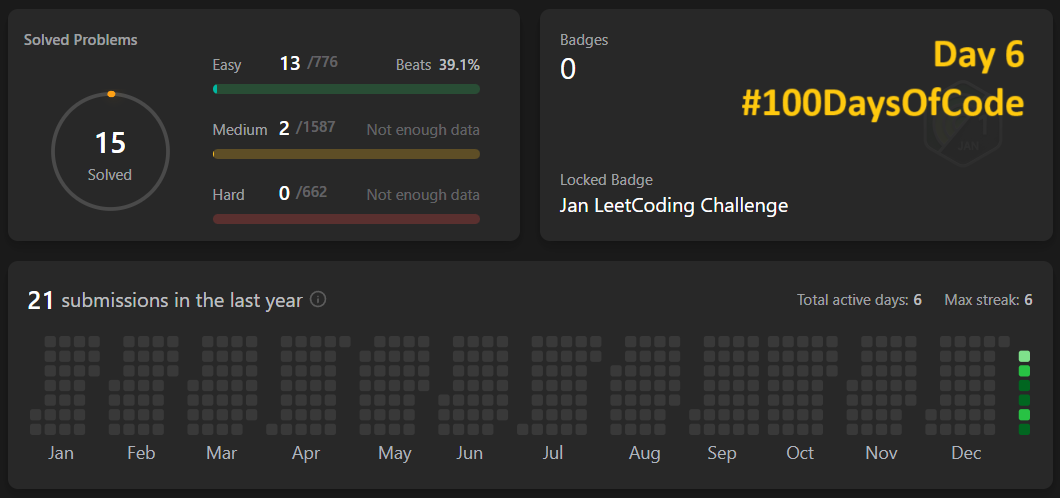 Solved Problems
15
Solved
Easy 13 /776 Beats 39.1%
Medium 2 /1587 Not enough data
Hard 0 /662 Not enough data
Badges
0
Day 6
#100DaysOfCode
JAN
Locked Badge
Jan LeetCoding Challenge
21 submissions in the last year
Total active days: 6 Max streak: 6
Jan Feb Mar Apr May Jun Jul Aug Sep Oct Nov Dec